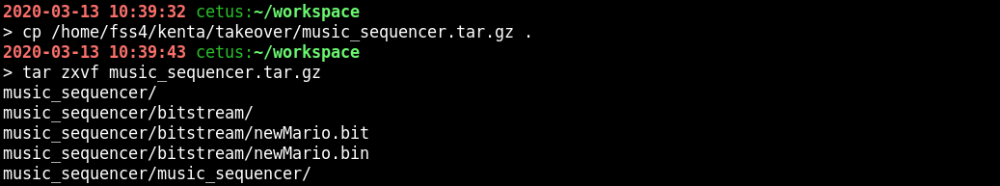 2020-03-13 10:39:32 cetus:~/workspace
> cp /home/fss4/kenta/takeover/music_sequencer.tar.gz .
2020-03-13 10:39:43 cetus:~/workspace
> tar zxvf music_sequencer.tar.gz
music_sequencer/
music_sequencer/bitstream/
music_sequencer/bitstream/newMario.bit
music_sequencer/bitstream/newMario.bin
music_sequencer/music_sequencer/